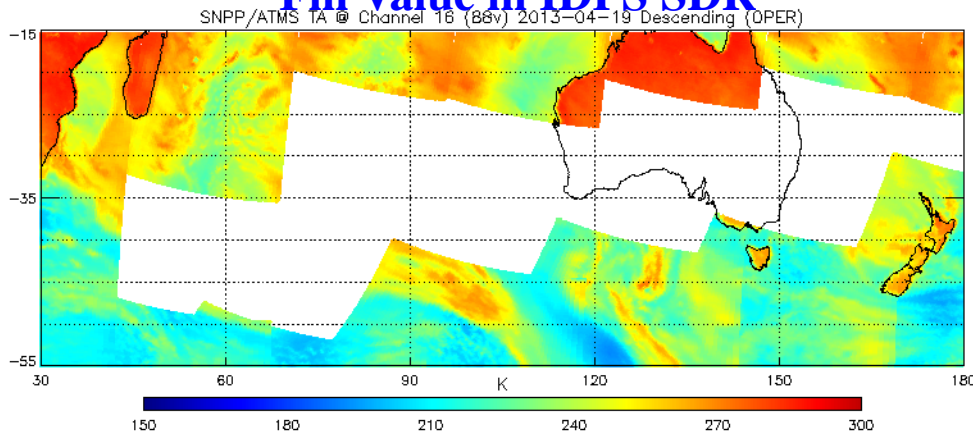 Fill Value in IDPS SDR
SNPP/ATMS TA @ Channel 16 (88v) 2013-04-19 Descending (OPER)
-15
-35
-55
30 60 90 120 150 180
K
150 180 210 240 270 300